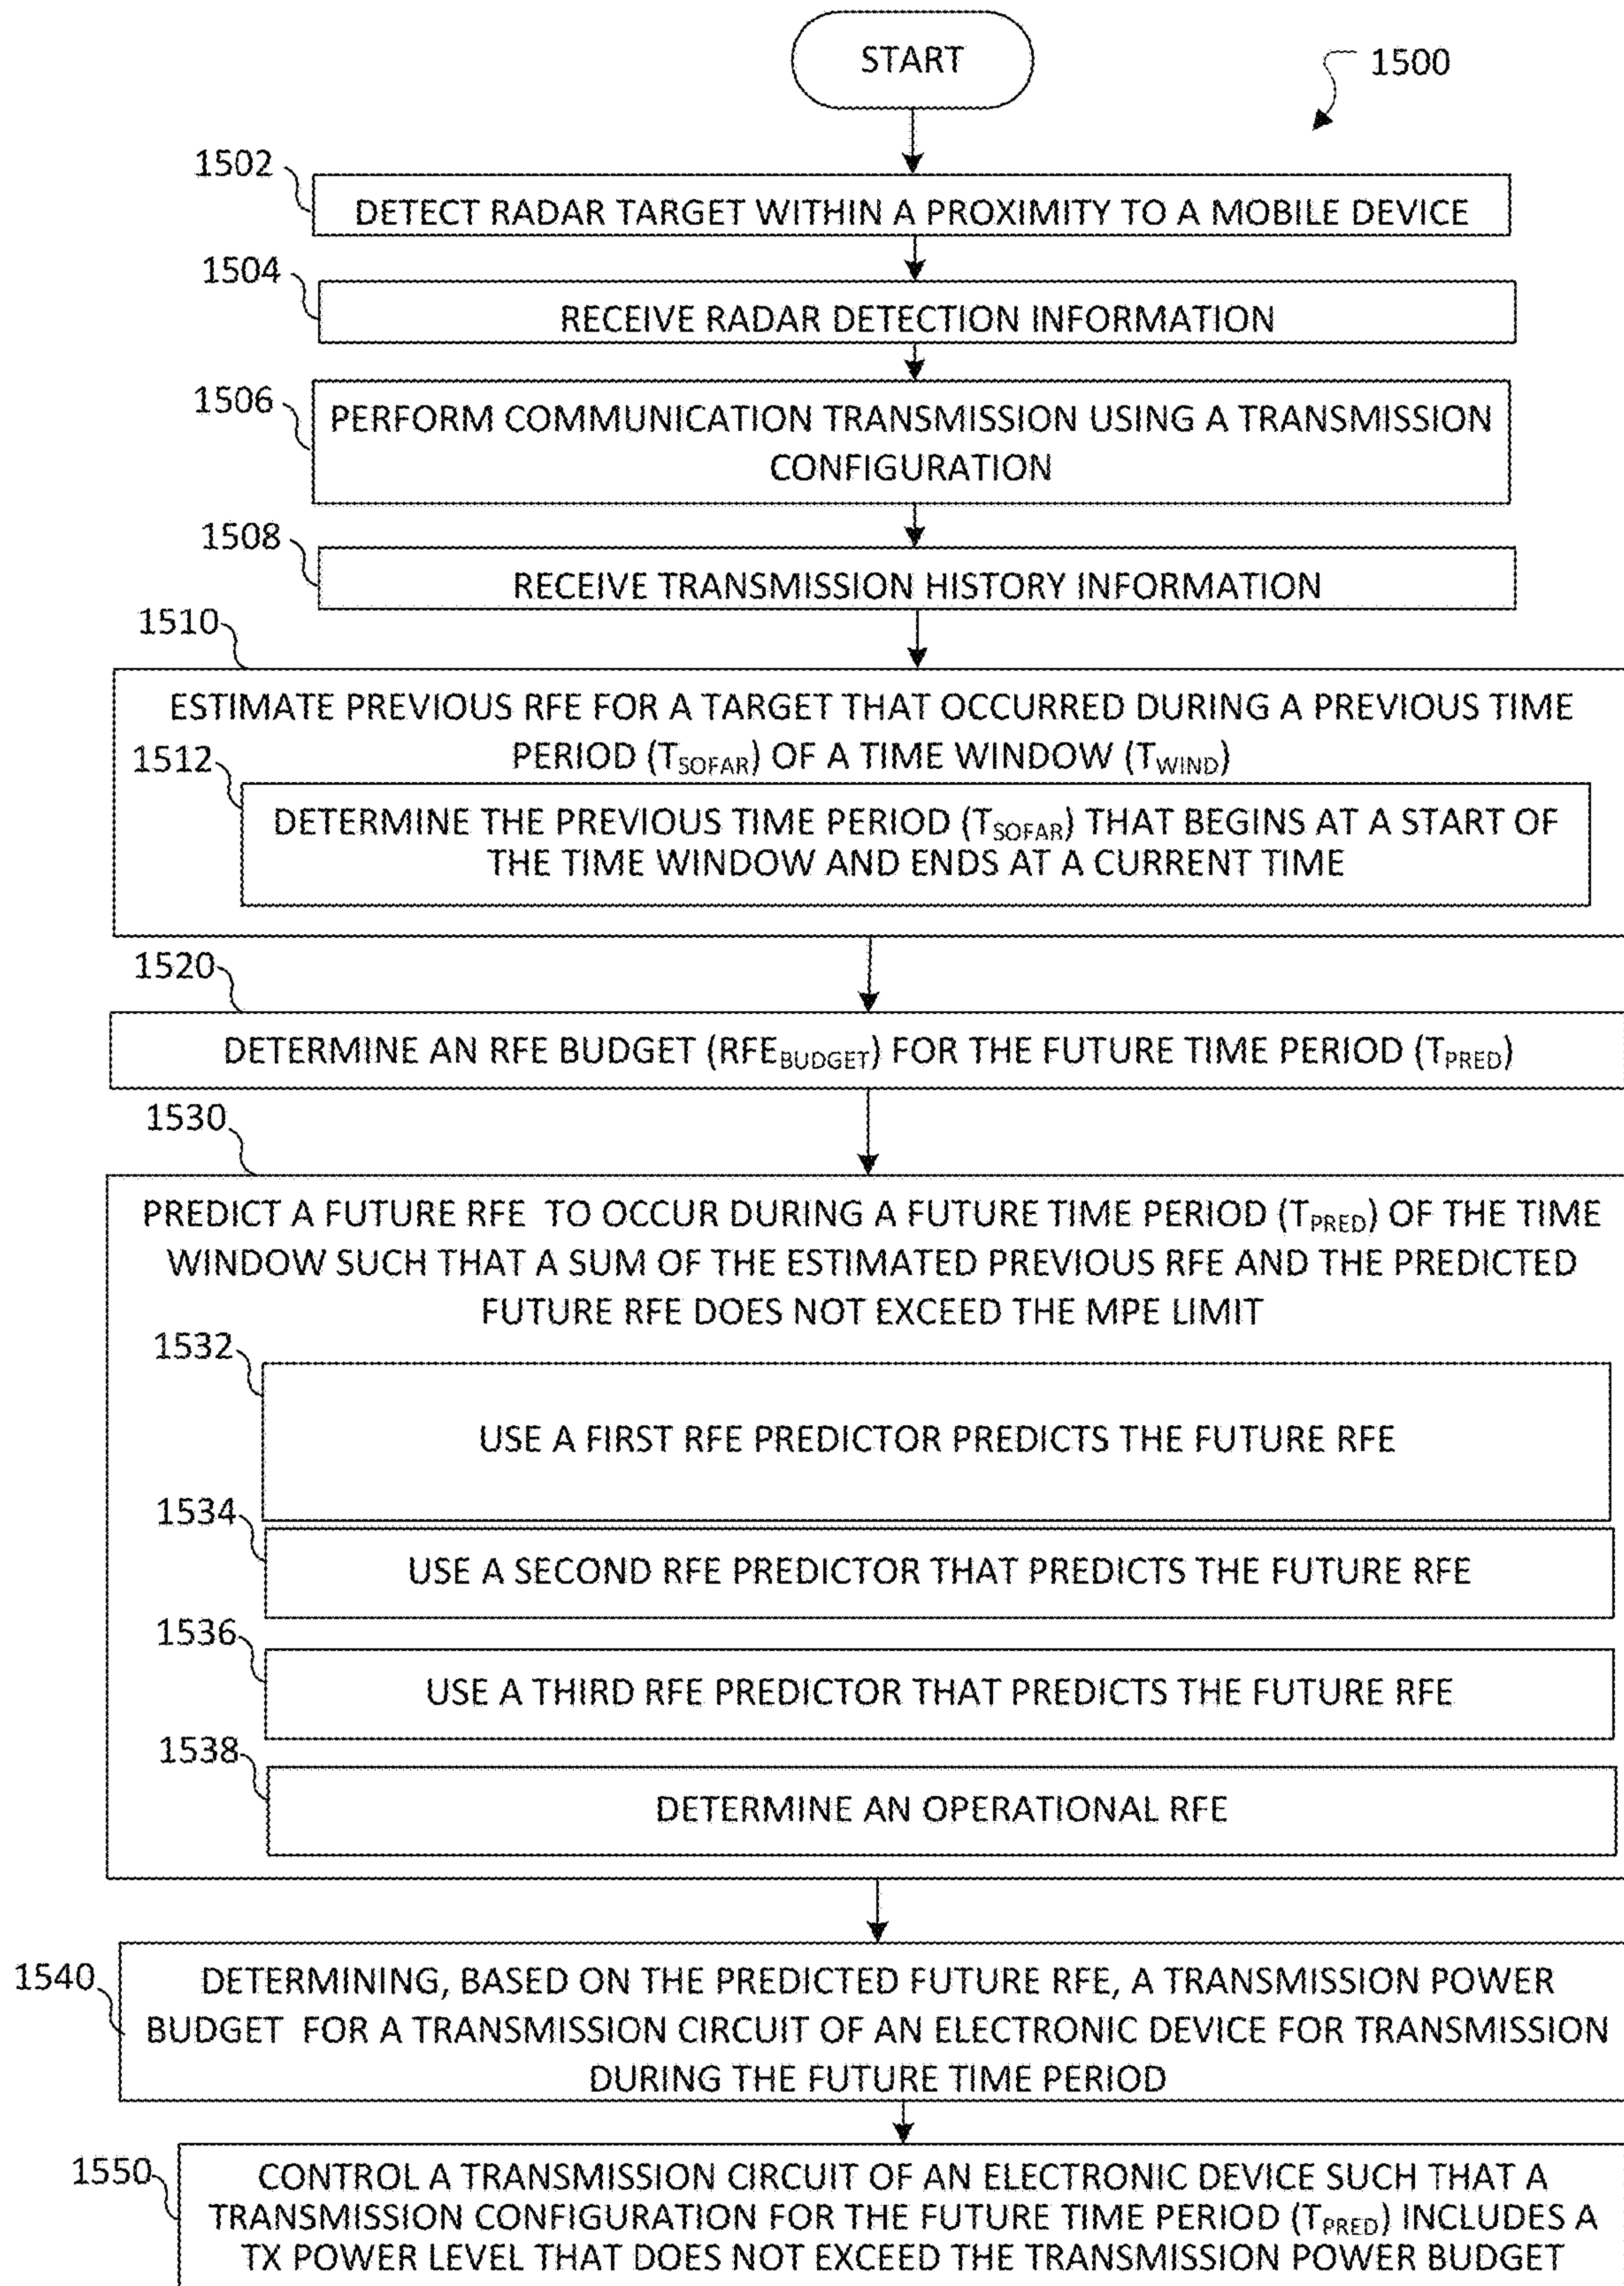 START
1500
1502
DETECT RADAR TARGET WITHIN A PROXIMITY TO A MOBILE DEVICE
1504
RECEIVE RADAR DETECTION INFORMATION
1506
PERFORM COMMUNICATION TRANSMISSION USING A TRANSMISSION
CONFIGURATION
1508
RECEIVE TRANSMISSION HISTORY INFORMATION
1510
ESTIMATE PREVIOUS RFE FOR A TARGET THAT OCCURRED DURING A PREVIOUS TIME
PERIOD (TSOFAR) OF A TIME WINDOW (TWIND)
1512
DETERMINE THE PREVIOUS TIME PERIOD (TSOFAR) THAT BEGINS AT A START OF
THE TIME WINDOW AND ENDS AT A CURRENT TIME
1520
DETERMINE AN RFE BUDGET (RFEBUDGET) FOR THE FUTURE TIME PERIOD (TPRED)
1530
PREDICT A FUTURE RFE TO OCCUR DURING A FUTURE TIME PERIOD (TPRED) OF THE TIME
WINDOW SUCH THAT A SUM OF THE ESTIMATED PREVIOUS RFE AND THE PREDICTED
FUTURE RFE DOES NOT EXCEED THE MPE LIMIT
1532
USE A FIRST RFE PREDICTOR PREDICTS THE FUTURE RFE
1534
USE A SECOND RFE PREDICTOR THAT PREDICTS THE FUTURE RFE
1536
USE A THIRD RFE PREDICTOR THAT PREDICTS THE FUTURE RFE
1538
DETERMINE AN OPERATIONAL RFE
1540
DETERMINING, BASED ON THE PREDICTED FUTURE RFE, A TRANSMISSION POWER
BUDGET FOR A TRANSMISSION CIRCUIT OF AN ELECTRONIC DEVICE FOR TRANSMISSION
DURING THE FUTURE TIME PERIOD
1550
CONTROL A TRANSMISSION CIRCUIT OF AN ELECTRONIC DEVICE SUCH THAT A
TRANSMISSION CONFIGURATION FOR THE FUTURE TIME PERIOD (TPRED) INCLUDES A
TX POWER LEVEL THAT DOES NOT EXCEED THE TRANSMISSION POWER BUDGET